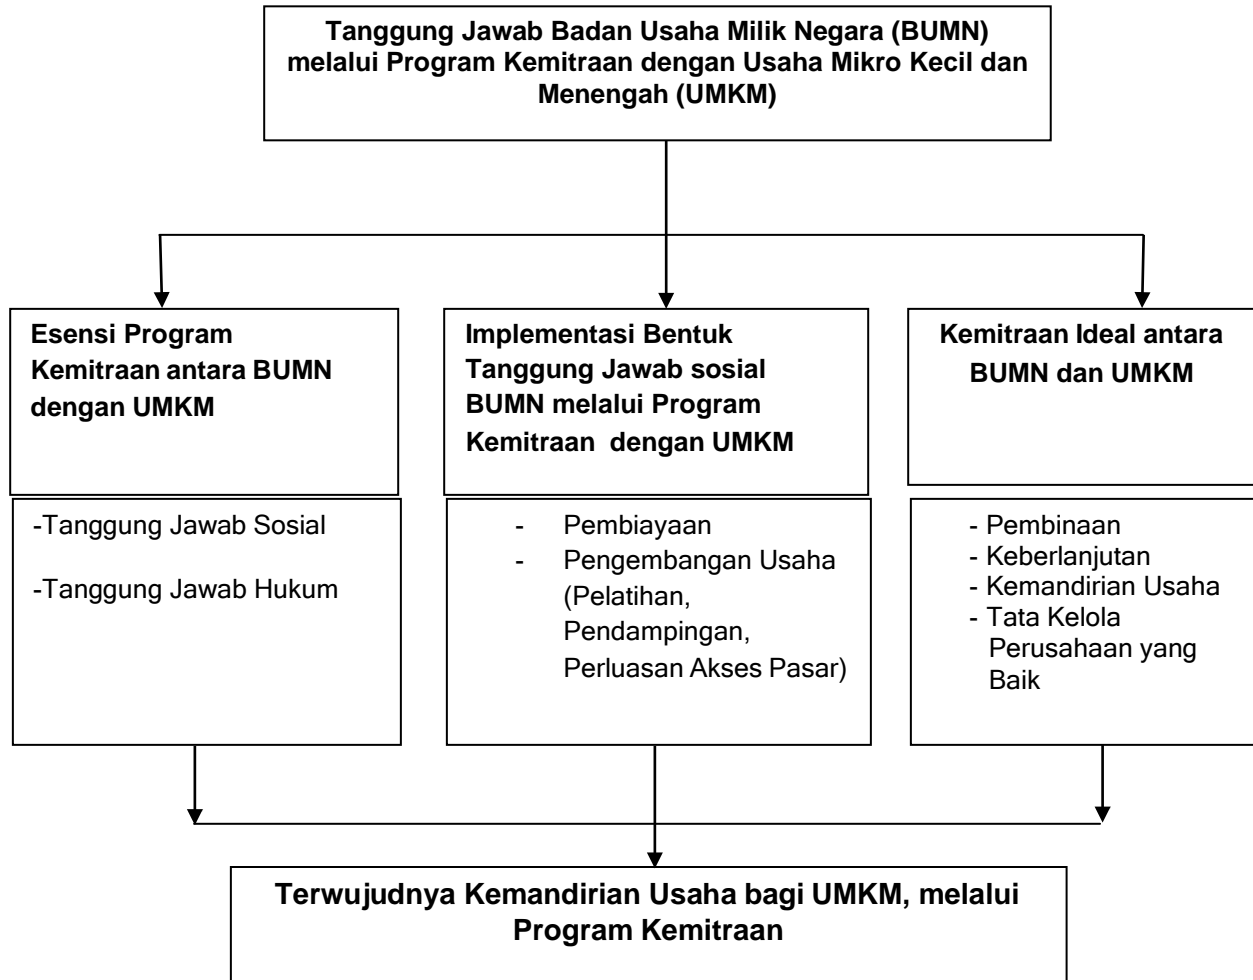 Tanggung Jawab Badan Usaha Milik Negara (BUMN)
melalui Program Kemitraan dengan Usaha Mikro Kecil dan
Menengah (UMKM)
Esensi Program
Kemitraan antara BUMN
dengan UMKM
-Tanggung Jawab Sosial
-Tanggung Jawab Hukum
Implementasi Bentuk
Tanggung Jawab sosial
BUMN melalui Program
Kemitraan dengan UMKM
- Pembiayaan
- Pengembangan Usaha
(Pelatihan,
Pendampingan,
Perluasan Akses Pasar)
Kemitraan Ideal antara
BUMN dan UMKM
- Pembinaan
- Keberlanjutan
- Kemandirian Usaha
- Tata Kelola
Perusahaan yang
Baik
Terwujudnya Kemandirian Usaha bagi UMKM, melalui
Program Kemitraan